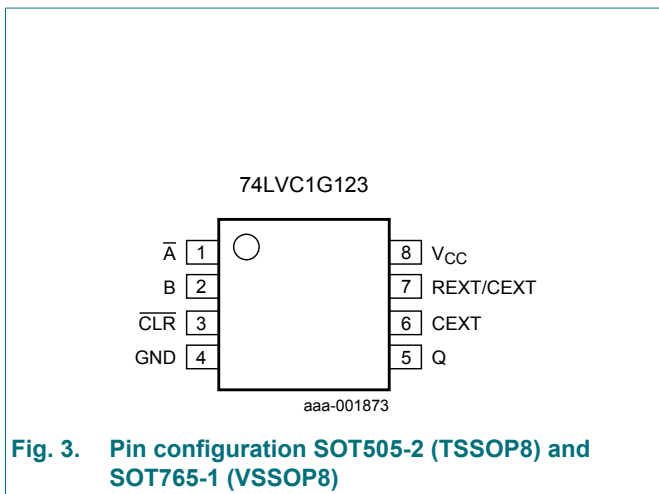 74LVC1G123
A̅ 1
B 2
C̅L̅R̅ 3
GND 4
8 VCC
7 REXT/CEXT
6 CEXT
5 Q
aaa-001873
Fig. 3. Pin configuration SOT505-2 (TSSOP8) and
SOT765-1 (VSSOP8)